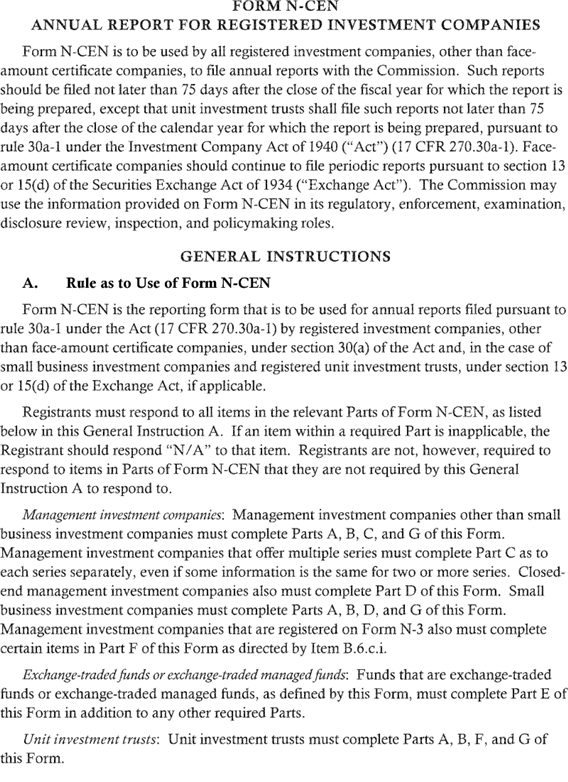 FORM N-CEN
ANNUAL REPORT FOR REGISTERED INVESTMENT COMPANIES
Form N-CEN is to be used by all registered investment companies, other than face-
amount certificate companies, to file annual reports with the Commission. Such reports
should be filed not later than 75 days after the close of the fiscal year for which the report is
being prepared, except that unit investment trusts shall file such reports not later than 75
days after the close of the calendar year for which the report is being prepared, pursuant to
rule 30a-1 under the Investment Company Act of 1940 (“Act”) (17 CFR 270.30a-1). Face-
amount certificate companies should continue to file periodic reports pursuant to section 13
or 15(d) of the Securities Exchange Act of 1934 (“Exchange Act”). The Commission may
use the information provided on Form N-CEN in its regulatory, enforcement, examination,
disclosure review, inspection, and policymaking roles.
GENERAL INSTRUCTIONS
A. Rule as to Use of Form N-CEN
Form N-CEN is the reporting form that is to be used for annual reports filed pursuant to
rule 30a-1 under the Act (17 CFR 270.30a-1) by registered investment companies, other
than face-amount certificate companies, under section 30(a) of the Act and, in the case of
small business investment companies and registered unit investment trusts, under section 13
or 15(d) of the Exchange Act, if applicable.
Registrants must respond to all items in the relevant Parts of Form N-CEN, as listed
below in this General Instruction A. If an item within a required Part is inapplicable, the
Registrant should respond “N/A” to that item. Registrants are not, however, required to
respond to items in Parts of Form N-CEN that they are not required by this General
Instruction A to respond to.
Management investment companies: Management investment companies other than small
business investment companies must complete Parts A, B, C, and G of this Form.
Management investment companies that offer multiple series must complete Part C as to
each series separately, even if some information is the same for two or more series. Closed-
end management investment companies also must complete Part D of this Form. Small
business investment companies must complete Parts A, B, D, and G of this Form.
Management investment companies that are registered on Form N-3 also must complete
certain items in Part F of this Form as directed by Item B.6.c.i.
Exchange-traded funds or exchange-traded managed funds: Funds that are exchange-traded
funds or exchange-traded managed funds, as defined by this Form, must complete Part E of
this Form in addition to any other required Parts.
Unit investment trusts: Unit investment trusts must complete Parts A, B, F, and G of
this Form.